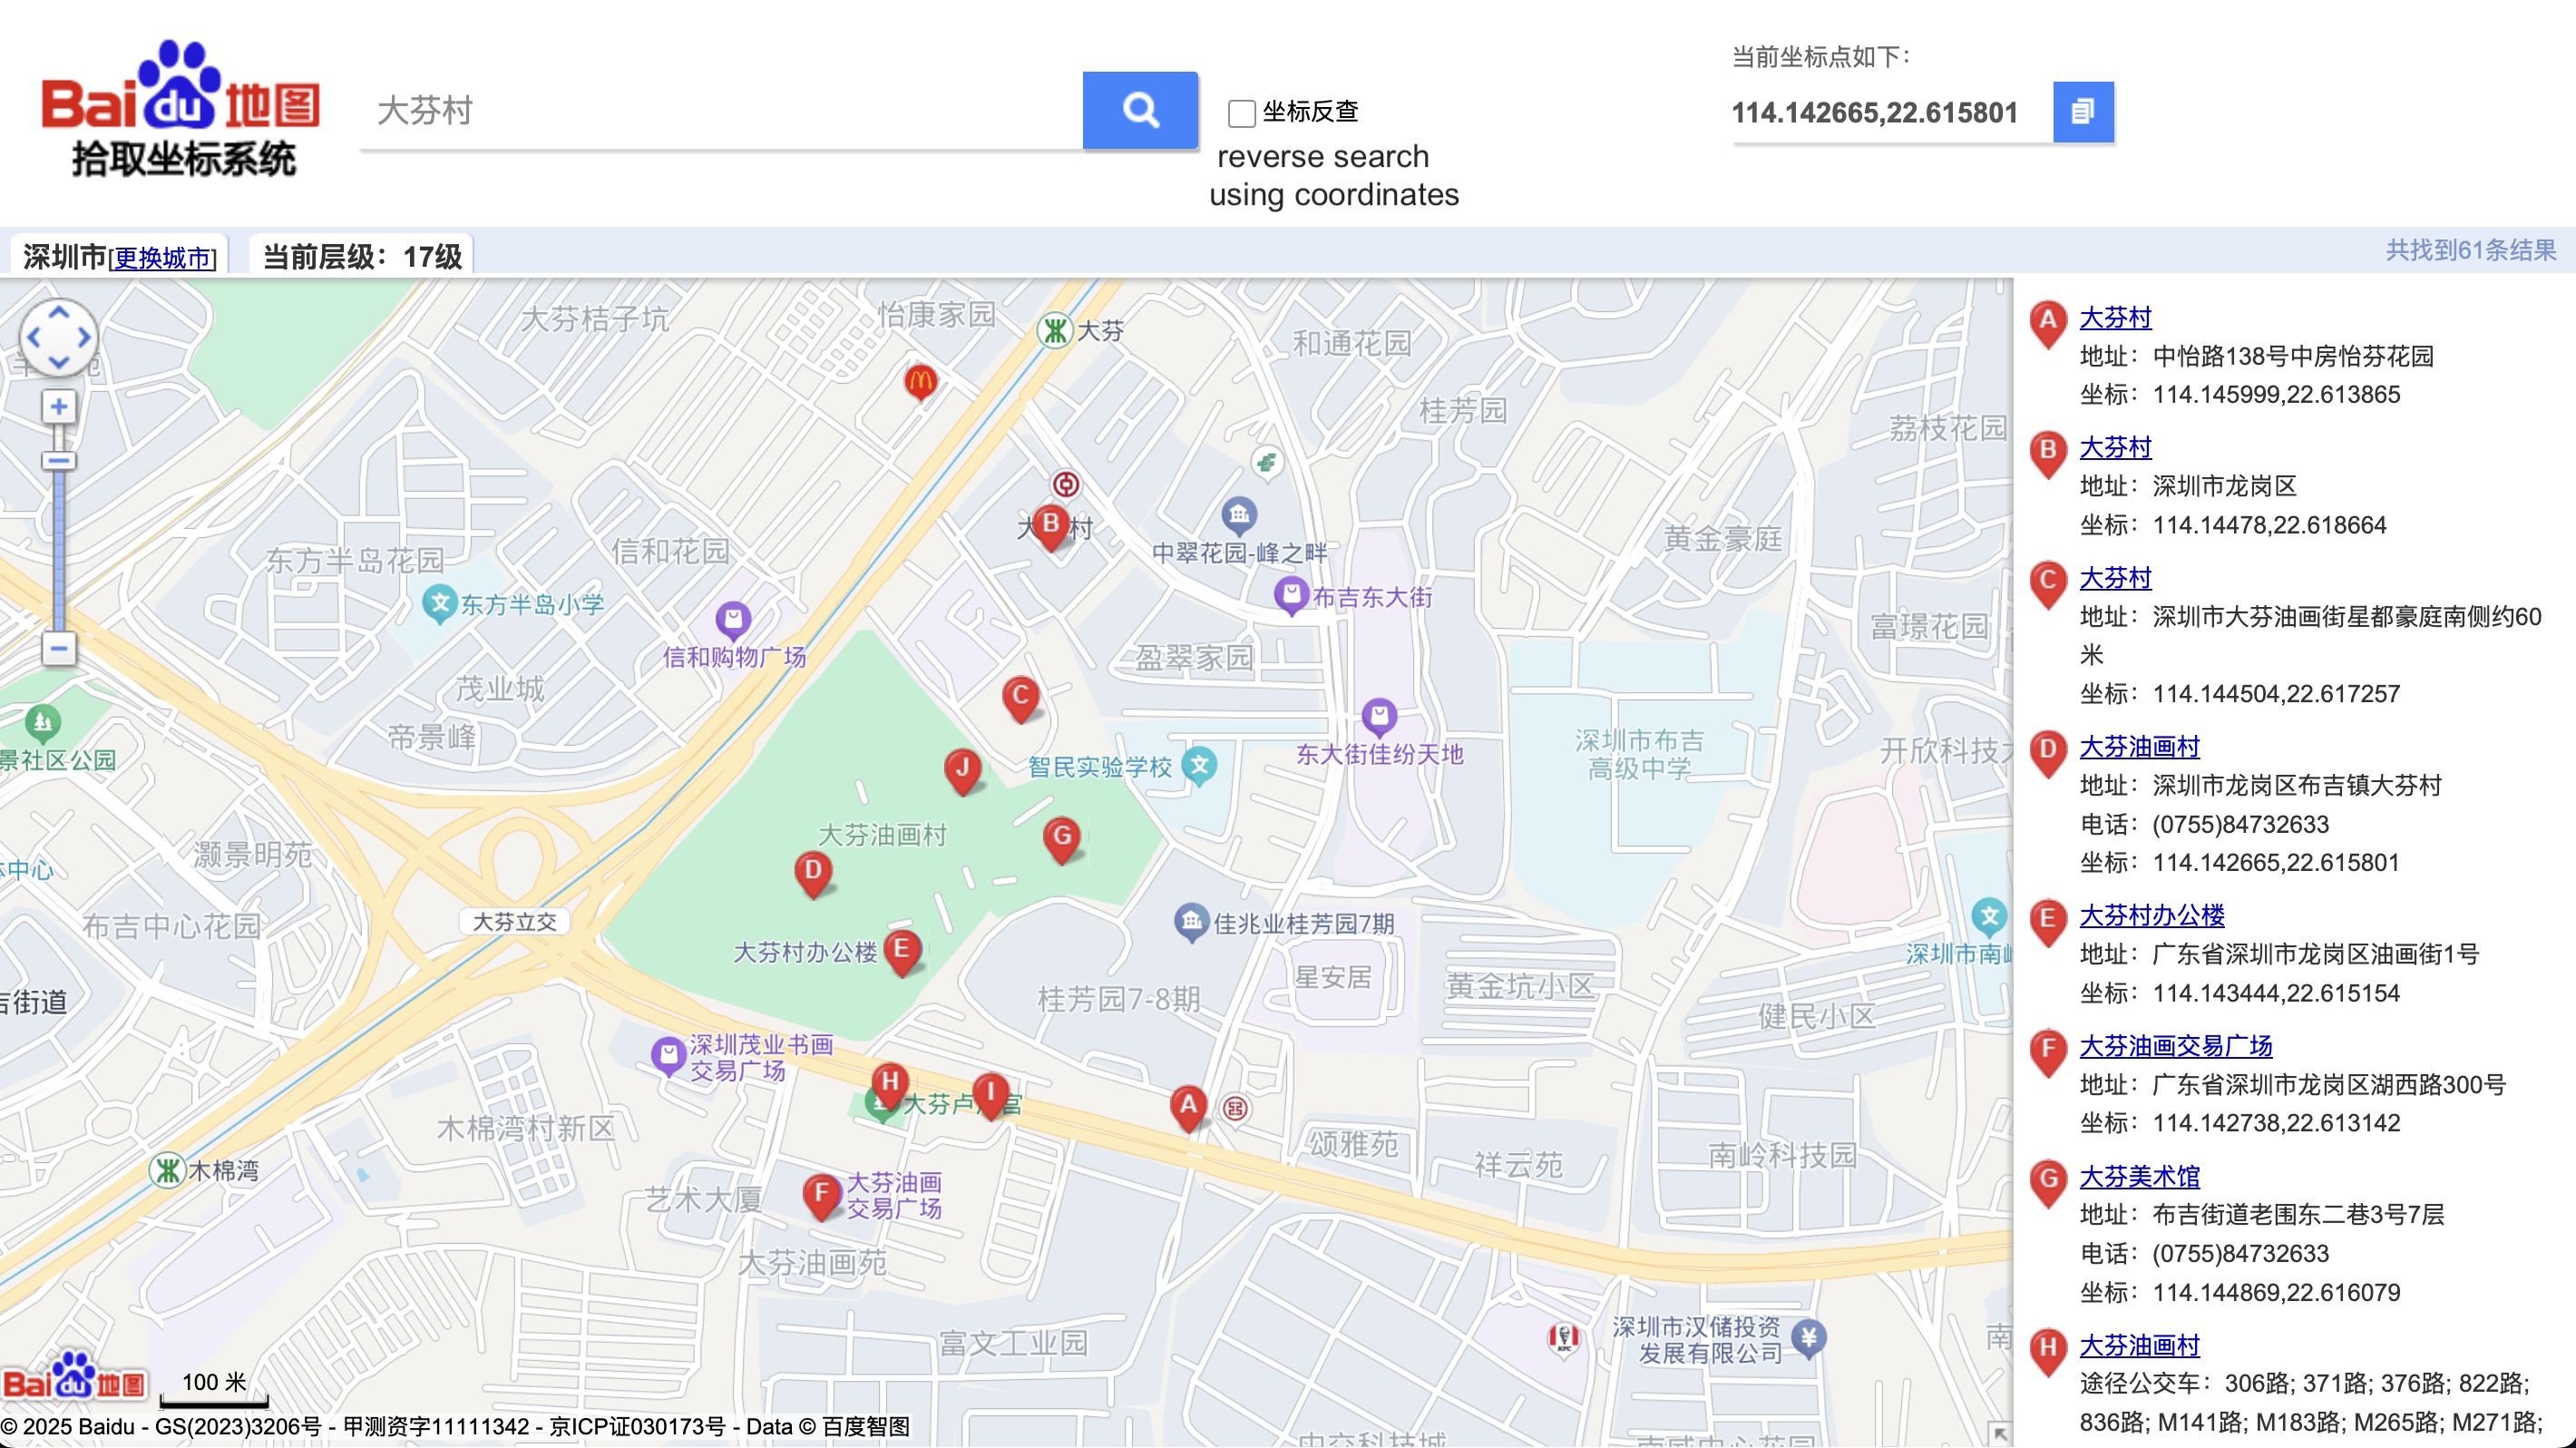 Baidu地图
拾取坐标系统
大芬村
坐标反查
reverse search
using coordinates
当前坐标点如下：
114.142665,22.615801
深圳市[更换城市]
当前层级：17级
共找到61条结果
大芬桔子坑
怡康家园
大芬
和通花园
桂芳园
荔枝花园
东方半岛花园
信和花园
B
中翠花园-峰之畔
黄金豪庭
东方半岛小学
布吉东大街
富璟花园
信和购物广场
盈翠家园
茂业城
C
帝景峰
景社区公园
J
智民实验学校
东大街佳纷天地
深圳市布吉
高级中学
开欣科技
大芬油画村
G
灏景明苑
D
体中心
布吉中心花园
大芬立交
佳兆业桂芳园7期
大芬村办公楼
E
星安居
黄金坑小区
深圳市南岭
吉街道
桂芳园7-8期
健民小区
深圳茂业书画
交易广场
H
I
A
木棉湾村新区
颂雅苑
祥云苑
南岭科技园
木棉湾
艺术大厦
F
大芬油画
交易广场
大芬油画苑
富文工业园
KFC
深圳市汉储投资
发展有限公司
南
Baidu地图
100 米
© 2025 Baidu - GS(2023)3206号 - 甲测资字11111342 - 京ICP证030173号 - Data © 百度智图
A
大芬村
地址：中怡路138号中房怡芬花园
坐标：114.145999,22.613865
B
大芬村
地址：深圳市龙岗区
坐标：114.14478,22.618664
C
大芬村
地址：深圳市大芬油画街星都豪庭南侧约60
米
坐标：114.144504,22.617257
D
大芬油画村
地址：深圳市龙岗区布吉镇大芬村
电话：(0755)84732633
坐标：114.142665,22.615801
E
大芬村办公楼
地址：广东省深圳市龙岗区油画街1号
坐标：114.143444,22.615154
F
大芬油画交易广场
地址：广东省深圳市龙岗区湖西路300号
坐标：114.142738,22.613142
G
大芬美术馆
地址：布吉街道老围东二巷3号7层
电话：(0755)84732633
坐标：114.144869,22.616079
H
大芬油画村
途径公交车：306路; 371路; 376路; 822路;
836路; M141路; M183路; M265路; M271路;